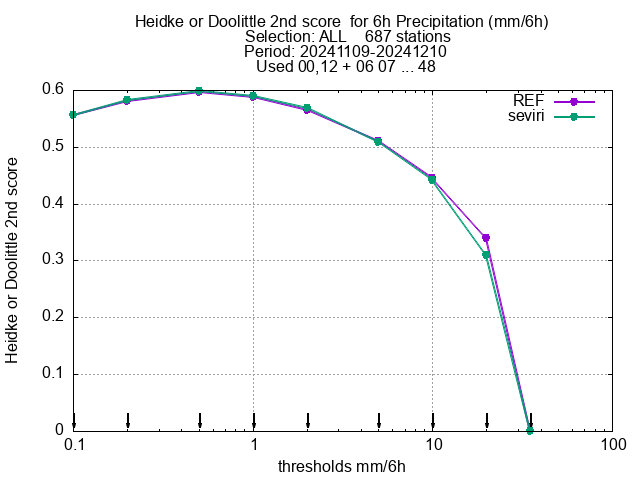 Heidke or Doolittle 2nd score  for 6h Precipitation (mm/6h)
Selection: ALL    687 stations
Period: 20241109-20241210
Used 00,12 + 06 07 ... 48
REF
seviri
Heidke or Doolittle 2nd score
0.6
0.5
0.4
0.3
0.2
0.1
0
0.1 1 10 100
thresholds mm/6h